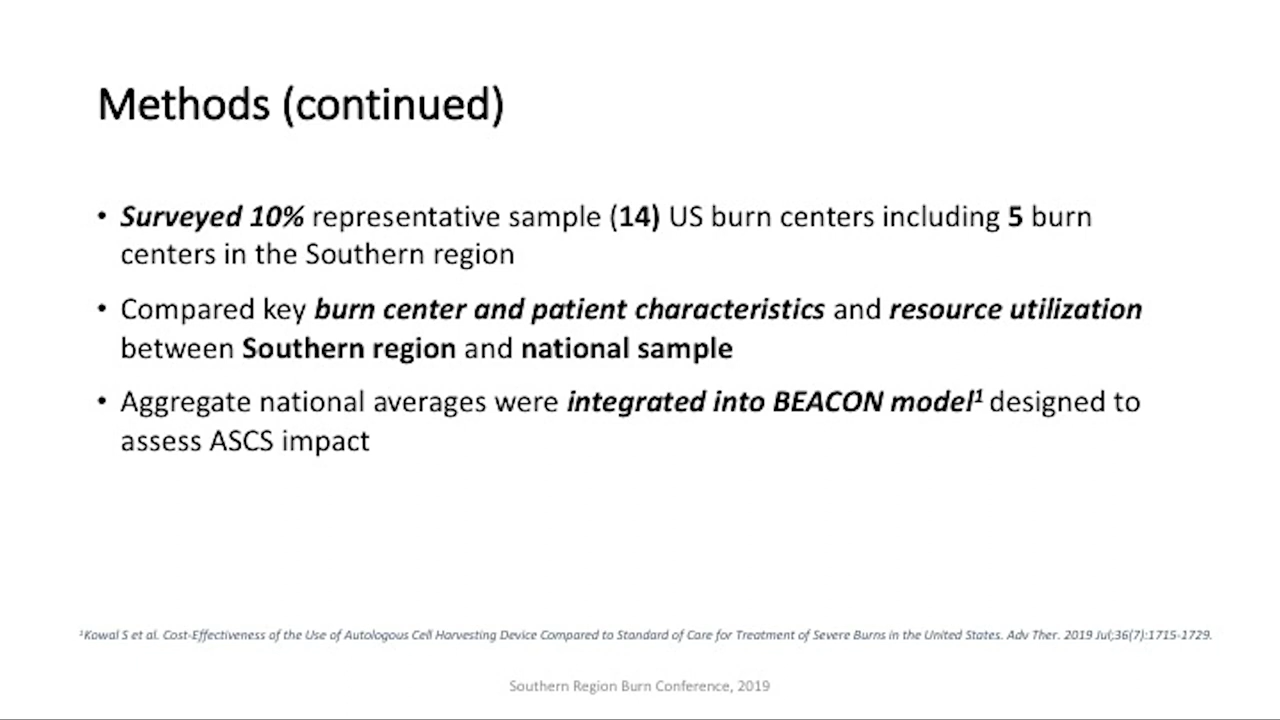 Methods (continued)
• Surveyed 10% representative sample (14) US burn centers including 5 burn
centers in the Southern region
• Compared key burn center and patient characteristics and resource utilization
between Southern region and national sample
• Aggregate national averages were integrated into BEACON model¹ designed to
assess ASCS impact
¹Kowal S et al. Cost-Effectiveness of the Use of Autologous Cell Harvesting Device Compared to Standard of Care for Treatment of Severe Burns in the United States. Adv Ther. 2019 Jul;36(7):1715-1729.
Southern Region Burn Conference, 2019